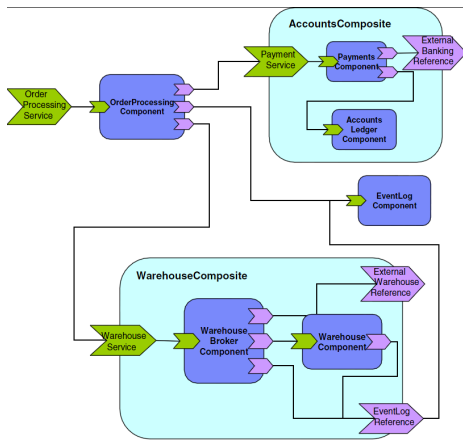 AccountsComposite
External
Banking
Reference
Payment
Service
Payments
Component
Order
Processing
Service
OrderProcessing
Component
Accounts
Ledger
Component
EventLog
Component
WarehouseComposite
External
Warehouse
Reference
Warehouse
Service
Warehouse
Broker
Component
Warehouse
Component
EventLog
Reference